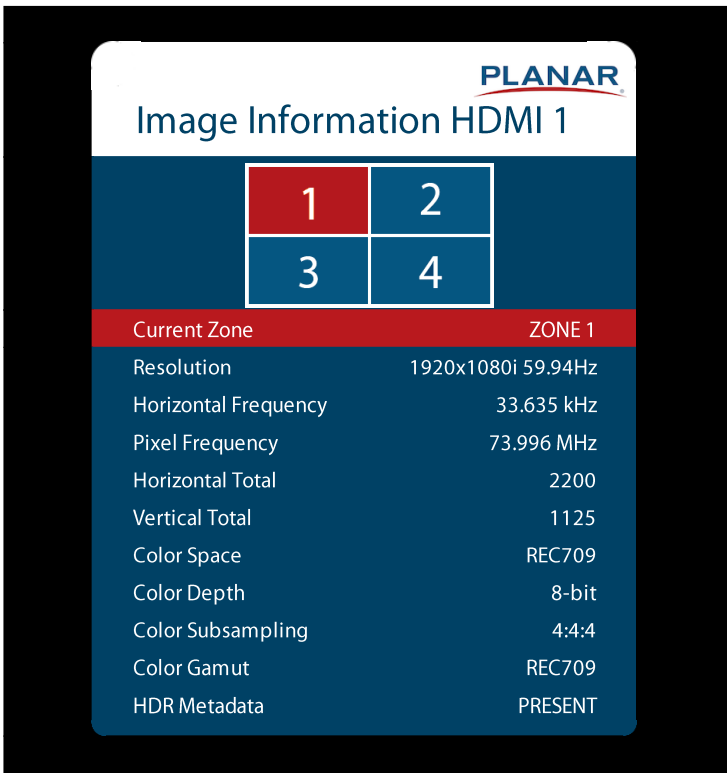 PLANAR®
Image Information HDMI 1
1 2
3 4
Current Zone ZONE 1
Resolution 1920x1080i 59.94Hz
Horizontal Frequency 33.635 kHz
Pixel Frequency 73.996 MHz
Horizontal Total 2200
Vertical Total 1125
Color Space REC709
Color Depth 8-bit
Color Subsampling 4:4:4
Color Gamut REC709
HDR Metadata PRESENT